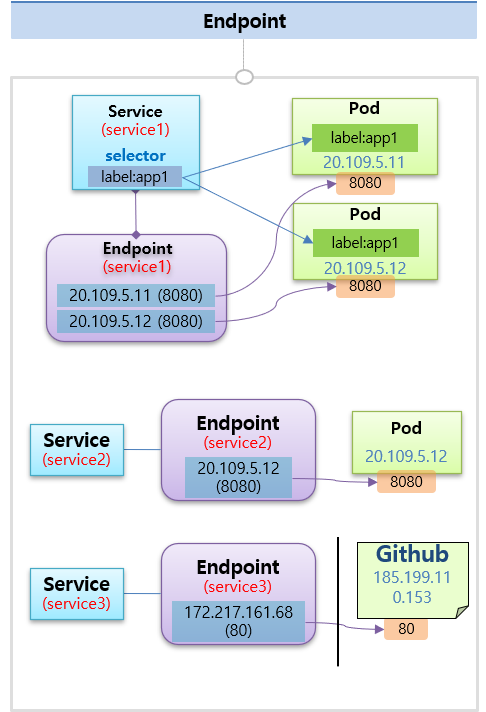 Endpoint
Service
(service1)
selector
label:app1
Pod
label:app1
20.109.5.11
8080
Pod
label:app1
20.109.5.12
8080
Endpoint
(service1)
20.109.5.11 (8080)
20.109.5.12 (8080)
Service
(service2)
Endpoint
(service2)
20.109.5.12
(8080)
Pod
20.109.5.12
8080
Service
(service3)
Endpoint
(service3)
172.217.161.68
(80)
Github
185.199.11
0.153
80